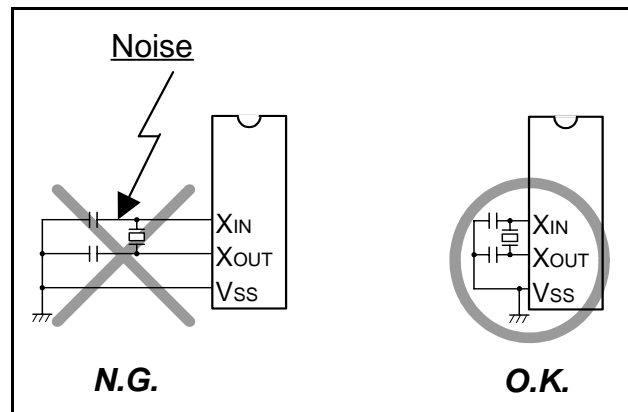 Noise
XIN
XOUT
VSS
N.G.
XIN
XOUT
VSS
O.K.